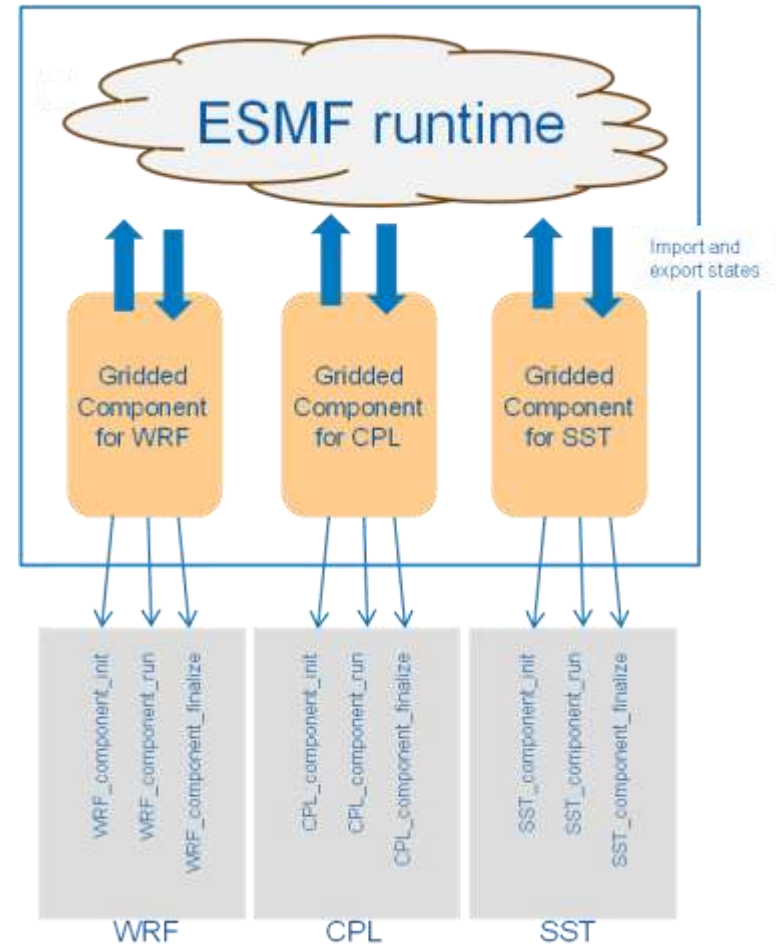 ESMF runtime
Import and
export states
Gridded
Component
for WRF
Gridded
Component
for CPL
Gridded
Component
for SST
WRF_component_init
WRF_component_run
WRF_component_finalize
CPL_component_init
CPL_component_run
CPL_component_finalize
SST_component_init
SST_component_run
SST_component_finalize
WRF
CPL
SST